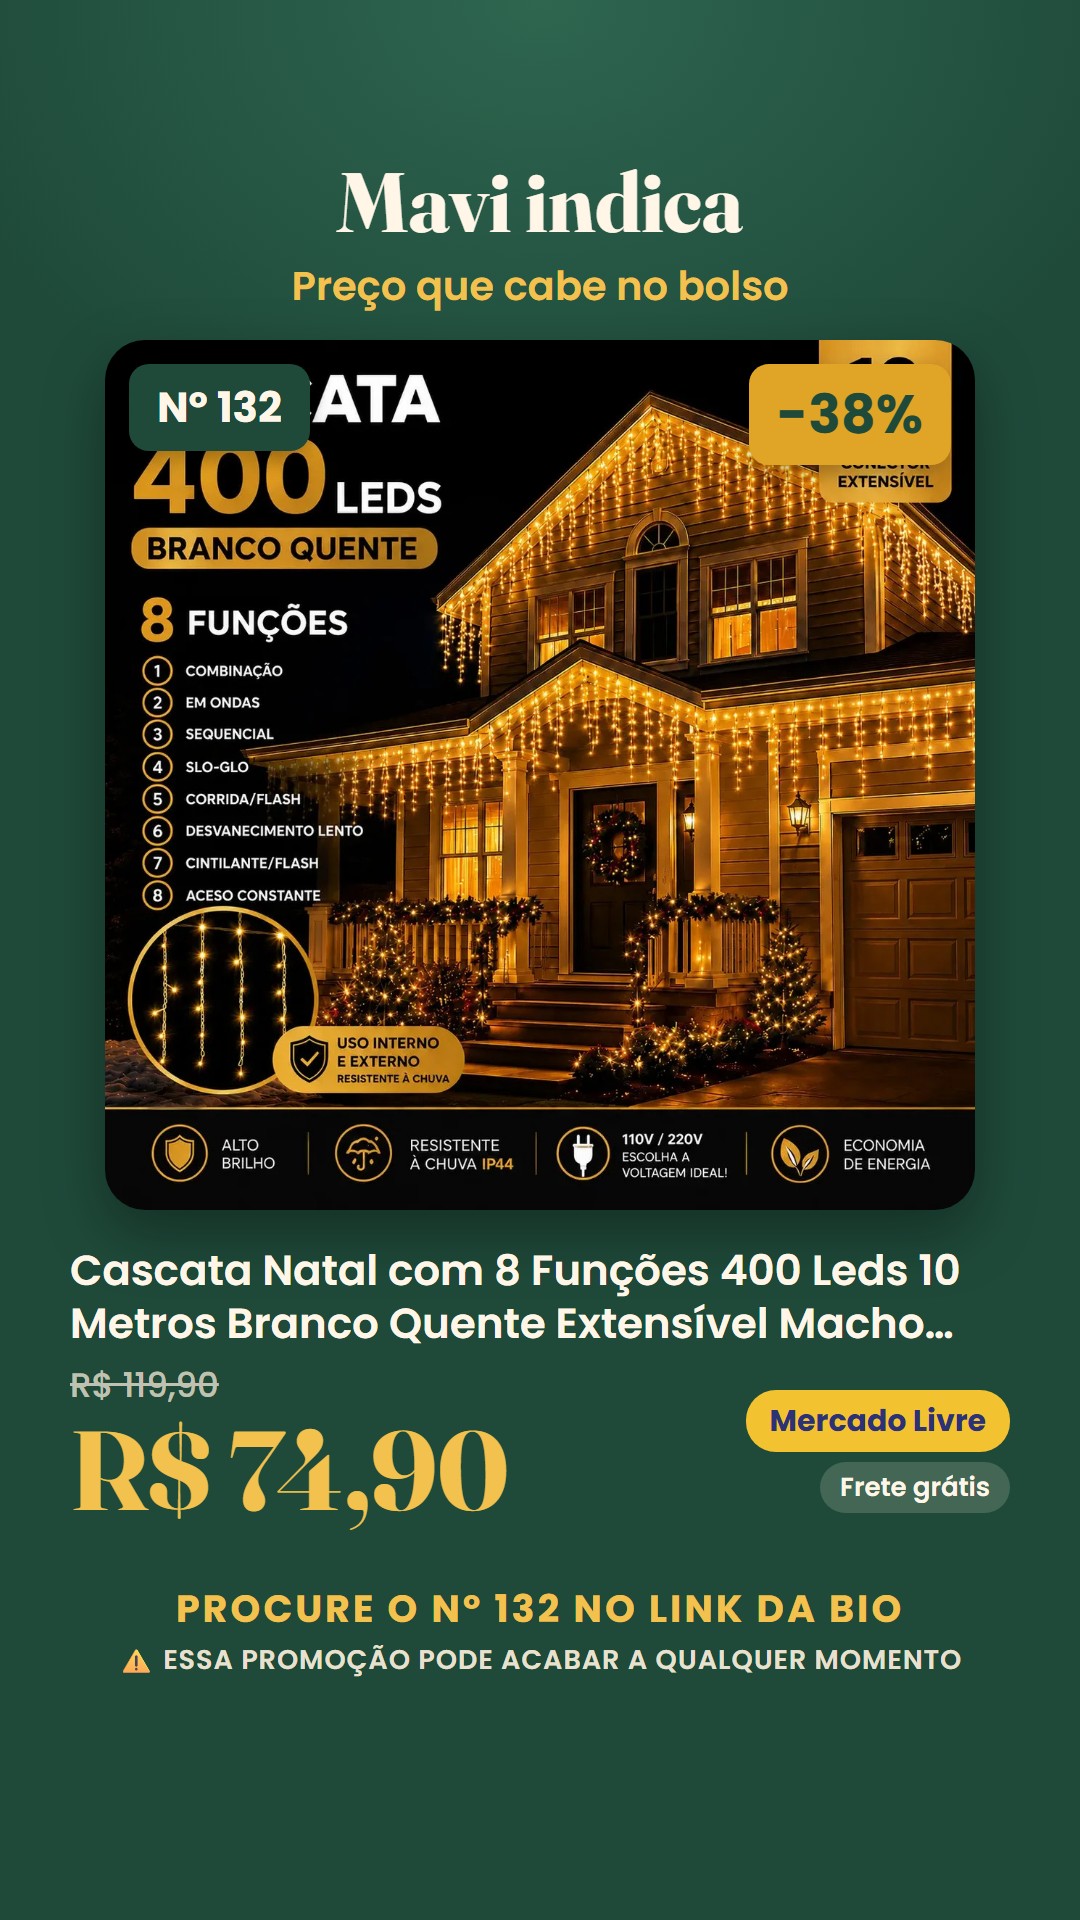 Mavi indica
Preço que cabe no bolso
Nº 132
-38%
400 LEDS
BRANCO QUENTE
EXTENSÍVEL
8 FUNÇÕES
1 COMBINAÇÃO
2 EM ONDAS
3 SEQUENCIAL
4 SLO-GLO
5 CORRIDA/FLASH
6 DESVANECIMENTO LENTO
7 CINTILANTE/FLASH
8 ACESO CONSTANTE
USO INTERNO
E EXTERNO
RESISTENTE À CHUVA
ALTO
BRILHO
RESISTENTE
À CHUVA IP44
110V / 220V
ESCOLHA A
VOLTAGEM IDEAL!
ECONOMIA
DE ENERGIA
Cascata Natal com 8 Funções 400 Leds 10
Metros Branco Quente Extensível Macho...
R$ 119,90
R$ 74,90
Mercado Livre
Frete grátis
PROCURE O Nº 132 NO LINK DA BIO
⚠ ESSA PROMOÇÃO PODE ACABAR A QUALQUER MOMENTO